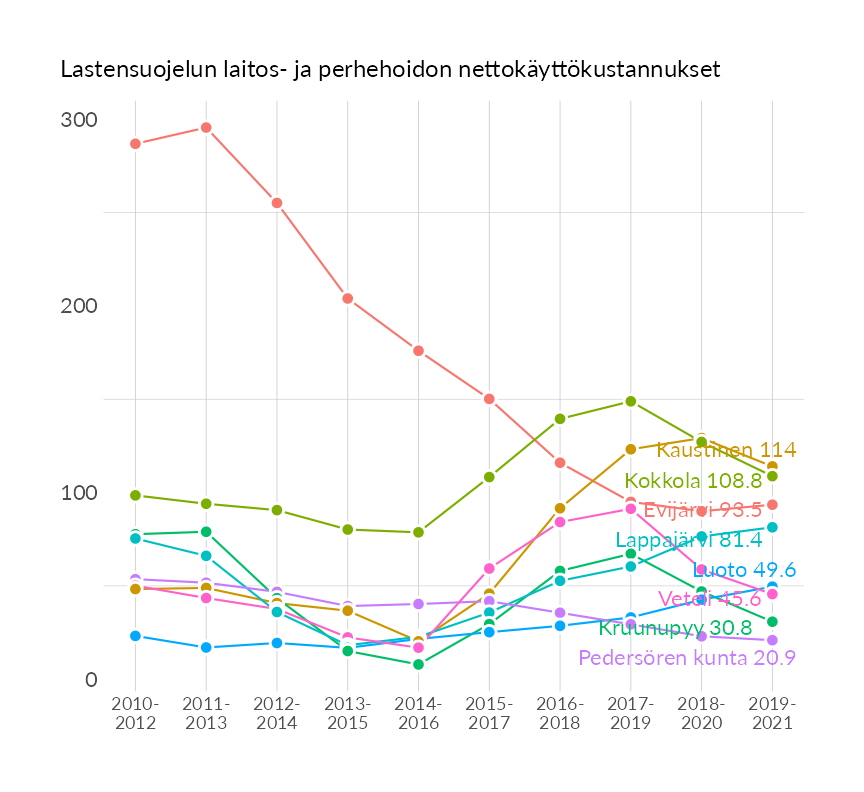 Lastensuojelun laitos- ja perhehoidon nettokäyttökustannukset
300
200
100
0
Kaustinen 114
Kokkola 108.8
Evijärvi 93.5
Lappajärvi 81.4
Luoto 49.6
Veteli 45.6
Kruunupyy 30.8
Pedersören kunta 20.9
2010- 2011- 2012- 2013- 2014- 2015- 2016- 2017- 2018- 2019-
2012 2013 2014 2015 2016 2017 2018 2019 2020 2021